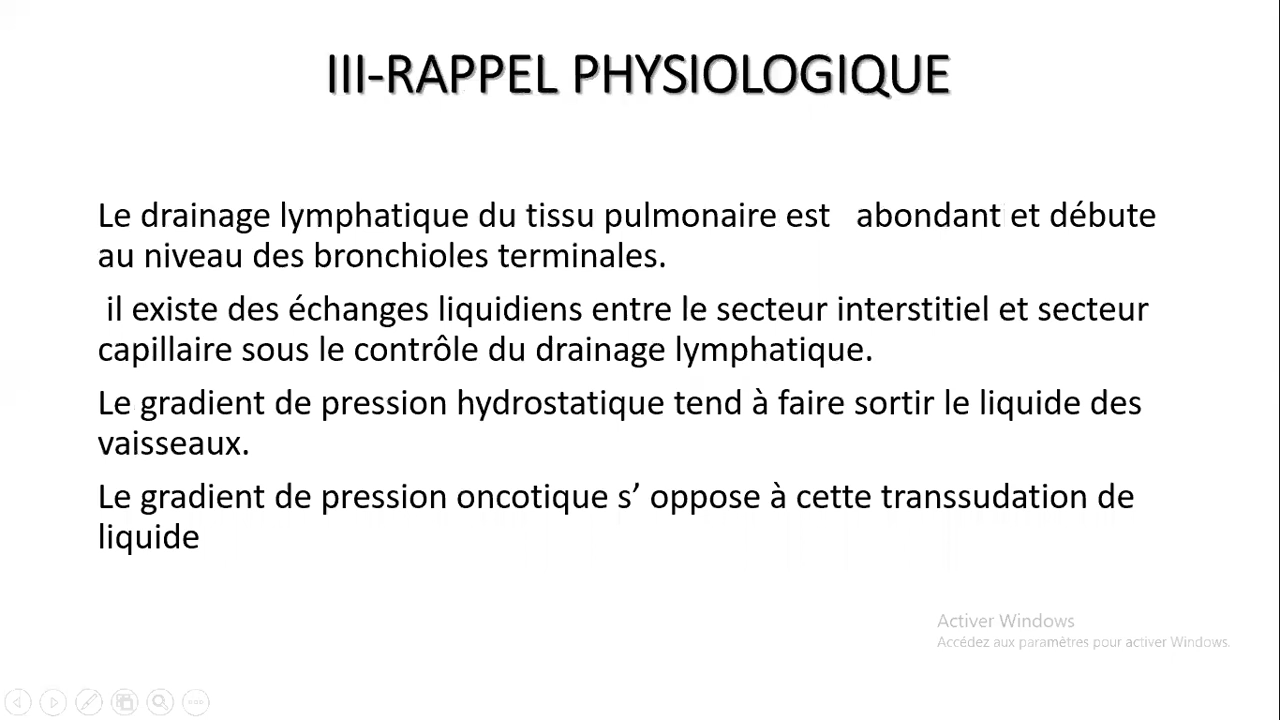 III-RAPPEL PHYSIOLOGIQUE
Le drainage lymphatique du tissu pulmonaire est abondant et débute
au niveau des bronchioles terminales.
il existe des échanges liquidiens entre le secteur interstitiel et secteur
capillaire sous le contrôle du drainage lymphatique.
Le gradient de pression hydrostatique tend à faire sortir le liquide des
vaisseaux.
Le gradient de pression oncotique s’ oppose à cette transsudation de
liquide
Activer Windows
Accédez aux paramètres pour activer Windows.